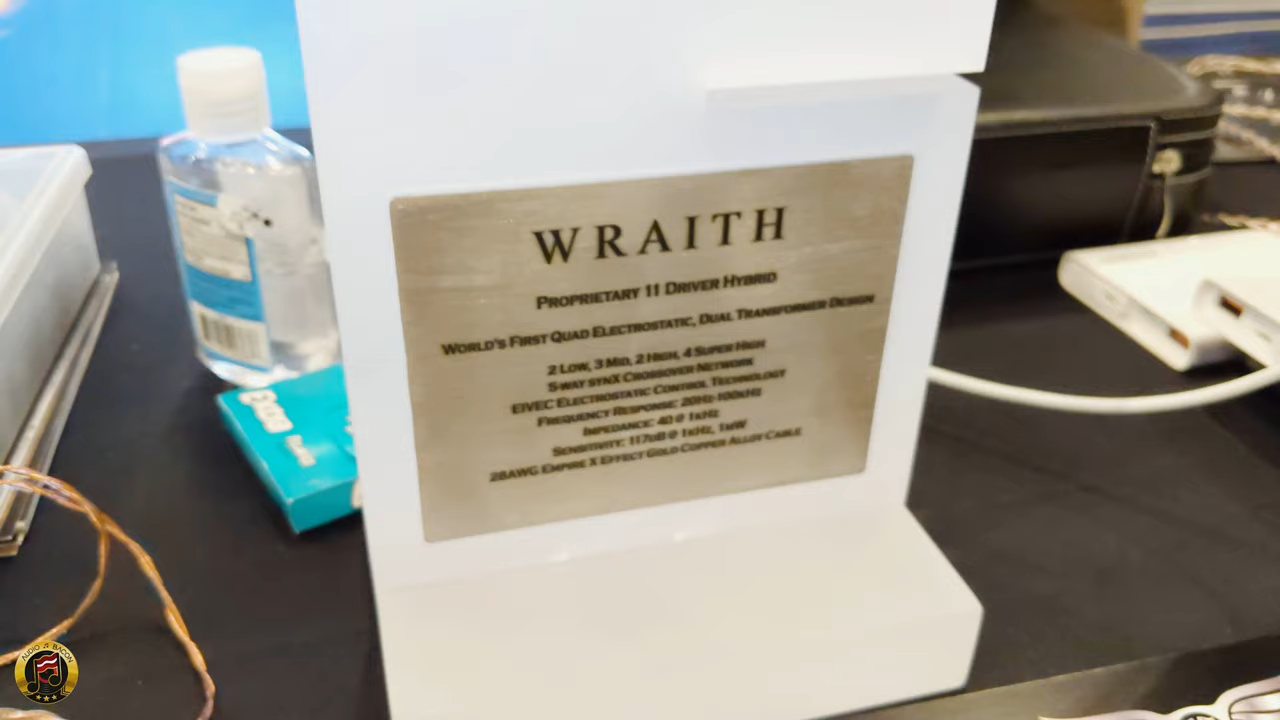 WRAITH
PROPRIETARY 11 DRIVER HYBRID
WORLD'S FIRST QUAD ELECTROSTATIC, DUAL TRANSFORMER DESIGN
2 LOW, 3 MID, 2 HIGH, 4 SUPER HIGH
5-WAY SYNX CROSSOVER NETWORK
EIVEC ELECTROSTATIC CONTROL TECHNOLOGY
FREQUENCY RESPONSE: 20HZ-100KHZ
IMPEDANCE: 4Ω @ 1KHZ
SENSITIVITY: 117DB @ 1KHZ, 1MW
28AWG EMPIRE X EFFECT GOLD COPPER ALLOY CABLE
AUDIO BACON